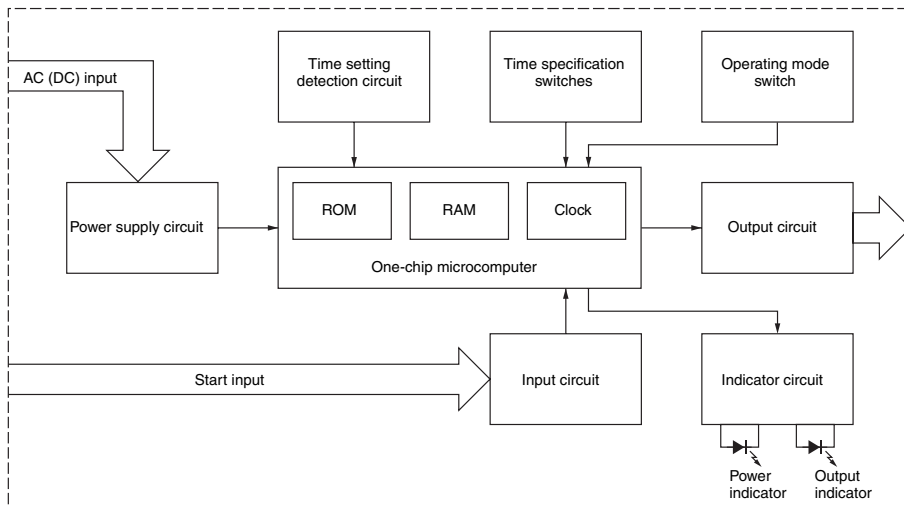 AC (DC) input
Time setting
detection circuit
Time specification
switches
Operating mode
switch
Power supply circuit
ROM
RAM
Clock
One-chip microcomputer
Output circuit
Start input
Input circuit
Indicator circuit
Power
indicator
Output
indicator